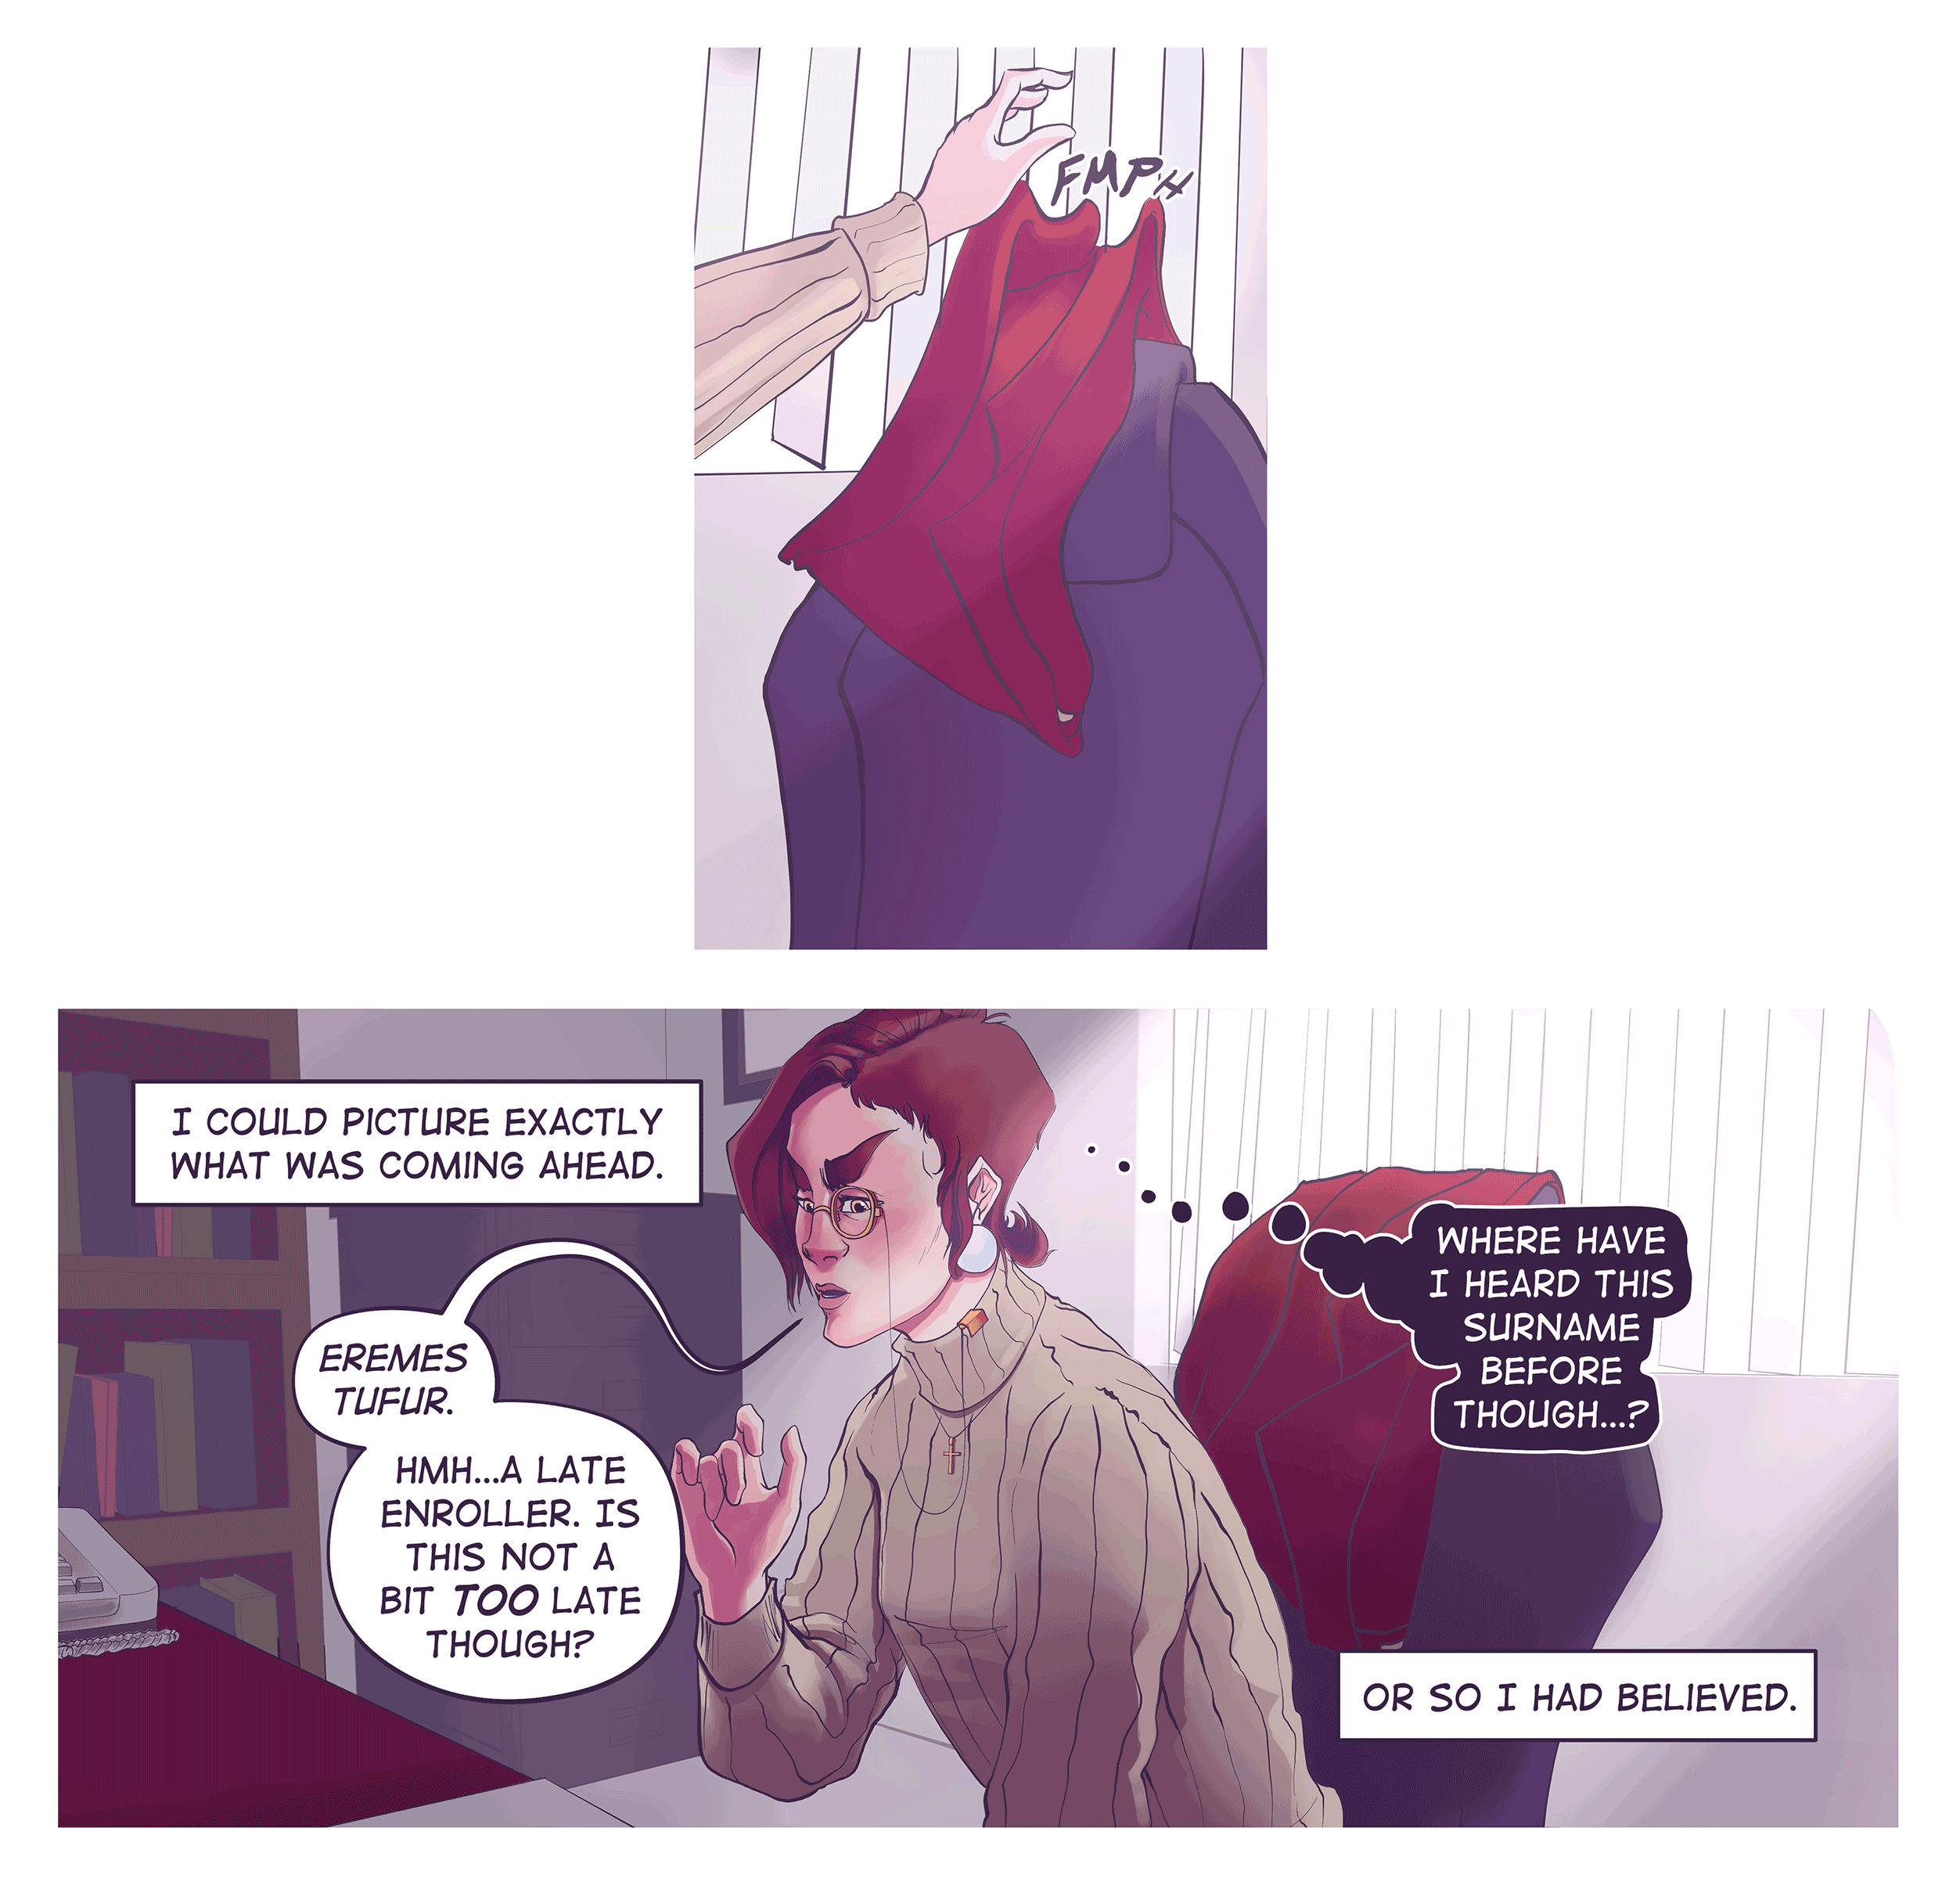 FMPH
I COULD PICTURE EXACTLY
WHAT WAS COMING AHEAD.
EREMES
TUFUR.
HMH...A LATE
ENROLLER. IS
THIS NOT A
BIT TOO LATE
THOUGH?
WHERE HAVE
I HEARD THIS
SURNAME
BEFORE
THOUGH...?
OR SO I HAD BELIEVED.